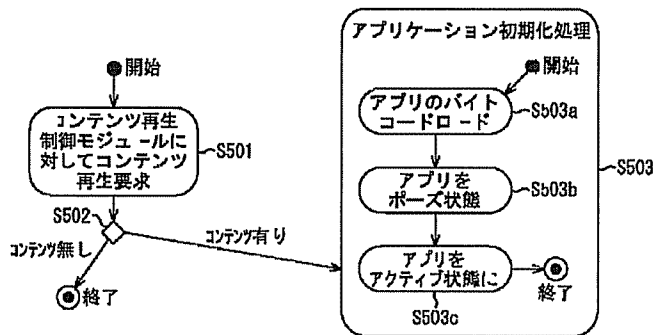 開始
コンテンツ再生
制御モジュールに
対してコンテンツ
再生要求
S501
S502
コンテンツ無し
コンテンツ有り
終了
アプリケーション初期化処理
開始
アプリのバイト
コードロード
S503a
アプリを
ポーズ状態
S503b
アプリを
アクティブ状態に
S503c
終了
S503